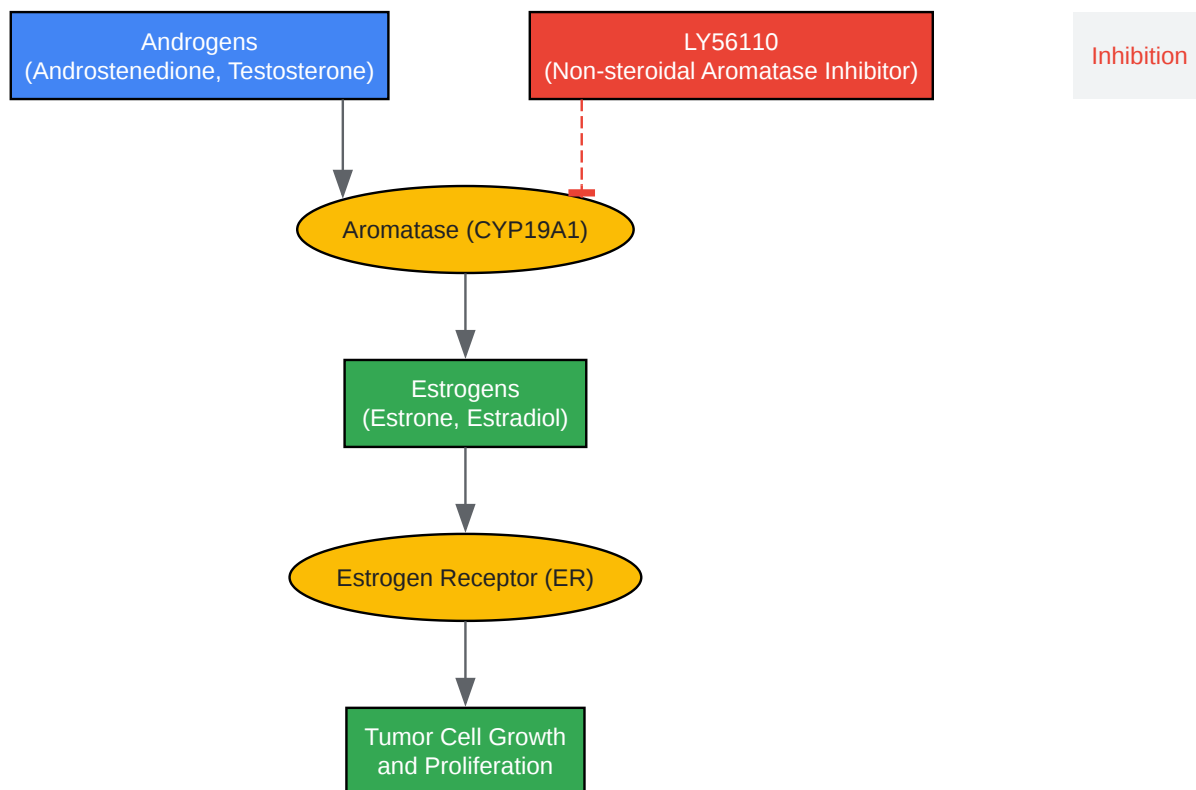 Androgens
(Androstenedione, Testosterone)
LY56110
(Non-steroidal Aromatase Inhibitor)
Inhibition
Aromatase (CYP19A1)
Estrogens
(Estrone, Estradiol)
Estrogen Receptor (ER)
Tumor Cell Growth
and Proliferation